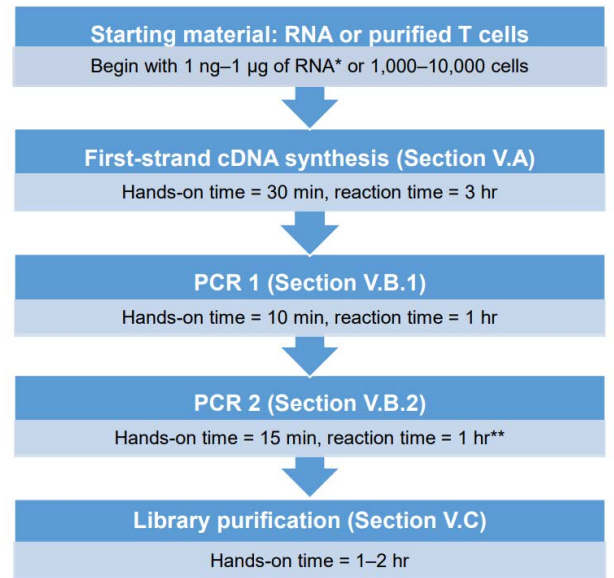 Starting material: RNA or purified T cells
Begin with 1 ng–1 µg of RNA* or 1,000–10,000 cells
First-strand cDNA synthesis (Section V.A)
Hands-on time = 30 min, reaction time = 3 hr
PCR 1 (Section V.B.1)
Hands-on time = 10 min, reaction time = 1 hr
PCR 2 (Section V.B.2)
Hands-on time = 15 min, reaction time = 1 hr**
Library purification (Section V.C)
Hands-on time = 1–2 hr